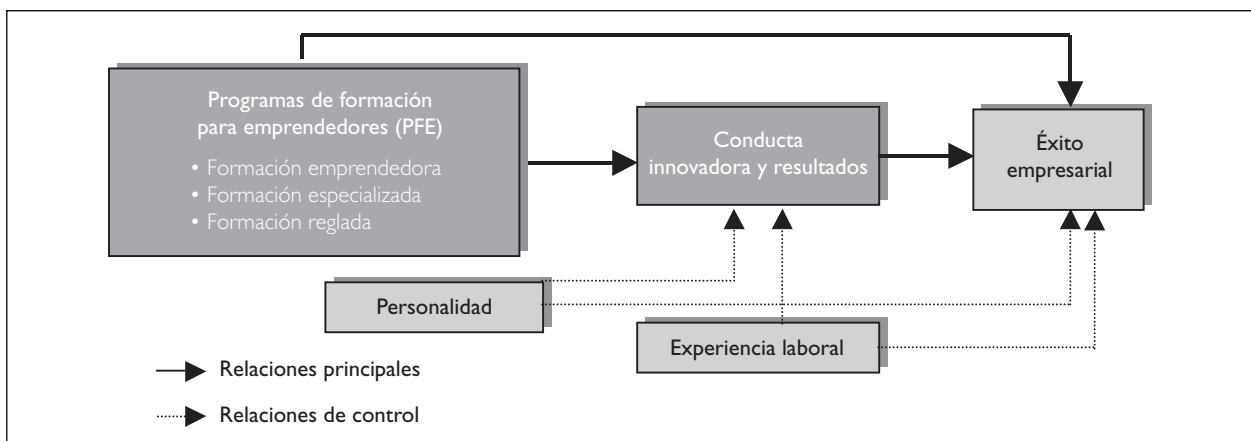 Programas de formación
para emprendedores (PFE)
• Formación emprendedora
• Formación especializada
• Formación reglada
Conducta
innovadora y resultados
Éxito
empresarial
Personalidad
Experiencia laboral
Relaciones principales
Relaciones de control